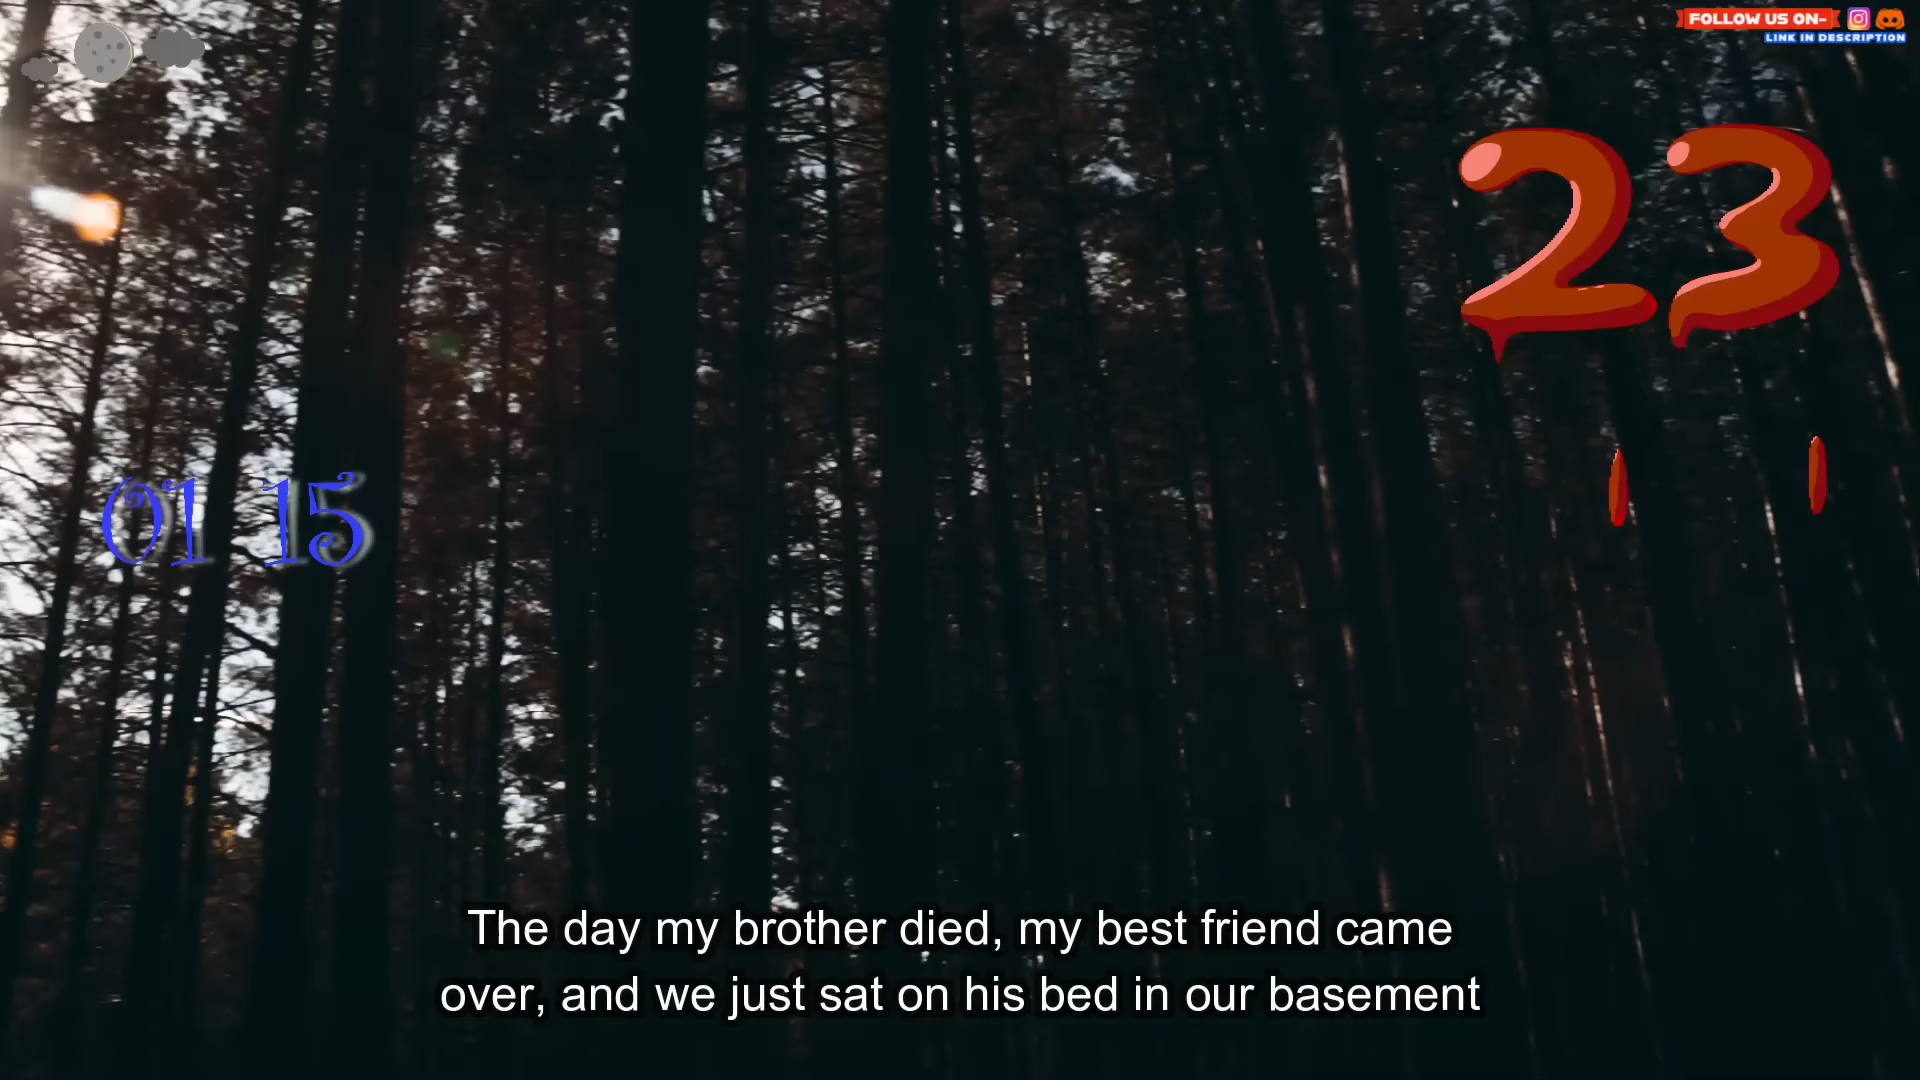 FOLLOW US ON-
LINK IN DESCRIPTION
23
01 15
The day my brother died, my best friend came
over, and we just sat on his bed in our basement